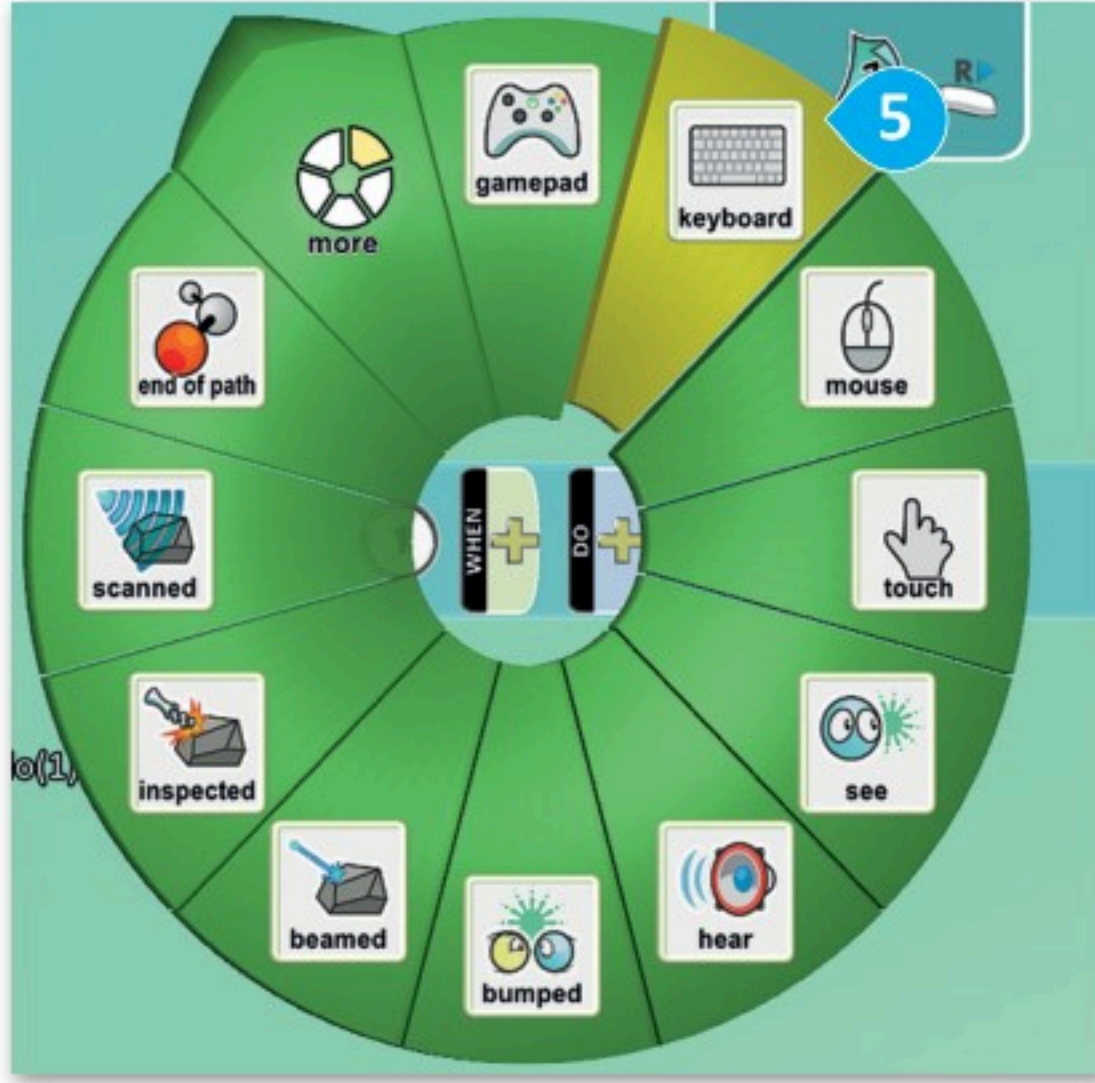 R
5
gamepad
keyboard
more
mouse
end of path
WHEN
DO
touch
scanned
see
inspected
hear
beamed
bumped